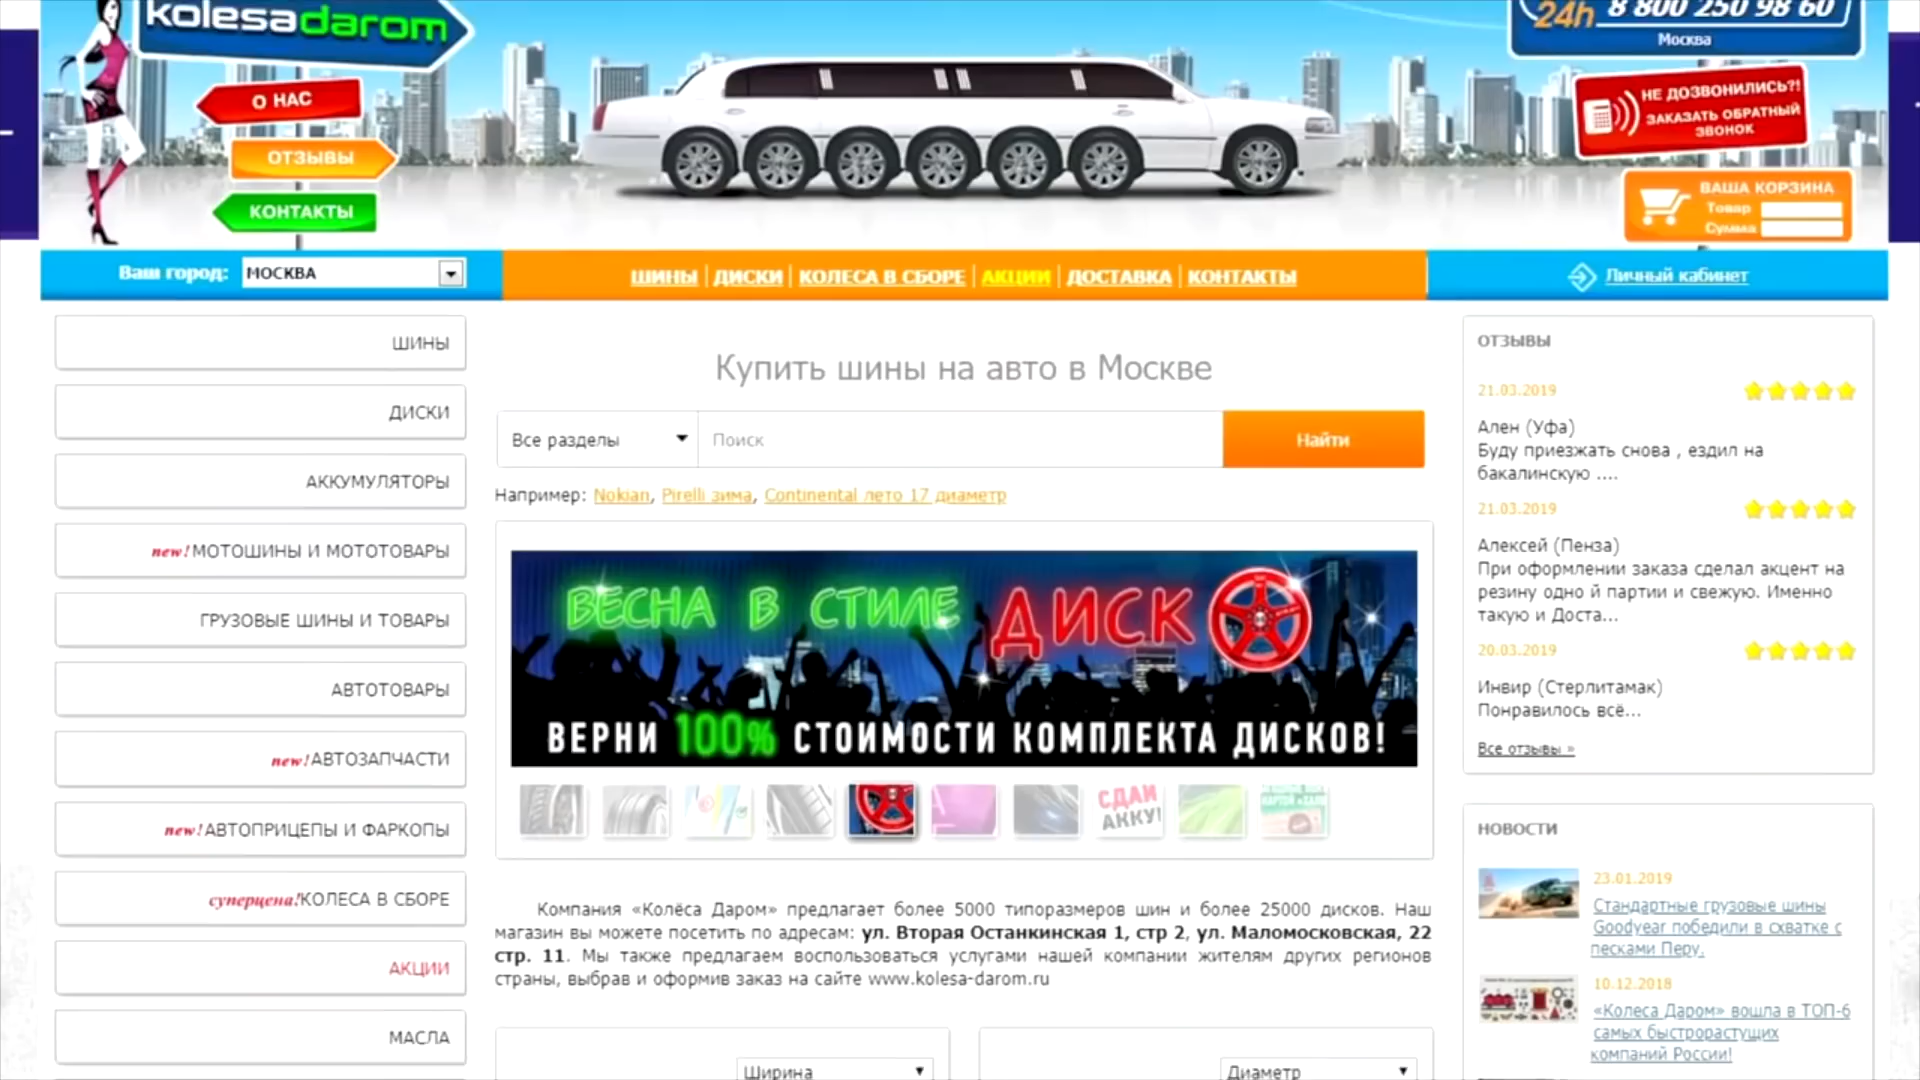 kolesadarom
24h 8 800 250 98 60
Москва
О НАС
ОТЗЫВЫ
КОНТАКТЫ
НЕ ДОЗВОНИЛИСЬ?!
ЗАКАЗАТЬ ОБРАТНЫЙ
ЗВОНОК
ВАША КОРЗИНА
Товар
Сумма
Ваш город: МОСКВА
ШИНЫ | ДИСКИ | КОЛЕСА В СБОРЕ | АКЦИИ | ДОСТАВКА | КОНТАКТЫ
Личный кабинет
ШИНЫ
ДИСКИ
АККУМУЛЯТОРЫ
new! МОТОШИНЫ И МОТОТОВАРЫ
ГРУЗОВЫЕ ШИНЫ И ТОВАРЫ
АВТОТОВАРЫ
new! АВТОЗАПЧАСТИ
new! АВТОПРИЦЕПЫ И ФАРКОПЫ
суперцена! КОЛЕСА В СБОРЕ
АКЦИИ
МАСЛА
Купить шины на авто в Москве
Все разделы
Поиск
Найти
Например: Nokian, Pirelli зима, Continental лето 17 диаметр
ВЕСНА В СТИЛЕ ДИСКО
ВЕРНИ 100% СТОИМОСТИ КОМПЛЕКТА ДИСКОВ!
СДАЙ
АККУ!
Компания «Колёса Даром» предлагает более 5000 типоразмеров шин и более 25000 дисков. Наш
магазин вы можете посетить по адресам: ул. Вторая Останкинская 1, стр 2, ул. Маломосковская, 22
стр. 11. Мы также предлагаем воспользоваться услугами нашей компании жителям других регионов
страны, выбрав и оформив заказ на сайте www.kolesa-darom.ru
Ширина
Диаметр
ОТЗЫВЫ
21.03.2019
Ален (Уфа)
Буду приезжать снова , ездил на
бакалинскую ....
21.03.2019
Алексей (Пенза)
При оформлении заказа сделал акцент на
резину одно й партии и свежую. Именно
такую и Доста...
20.03.2019
Инвир (Стерлитамак)
Понравилось всё...
Все отзывы »
НОВОСТИ
23.01.2019
Стандартные грузовые шины
Goodyear победили в схватке с
песками Перу.
10.12.2018
«Колеса Даром» вошла в ТОП-6
самых быстрорастущих
компаний России!